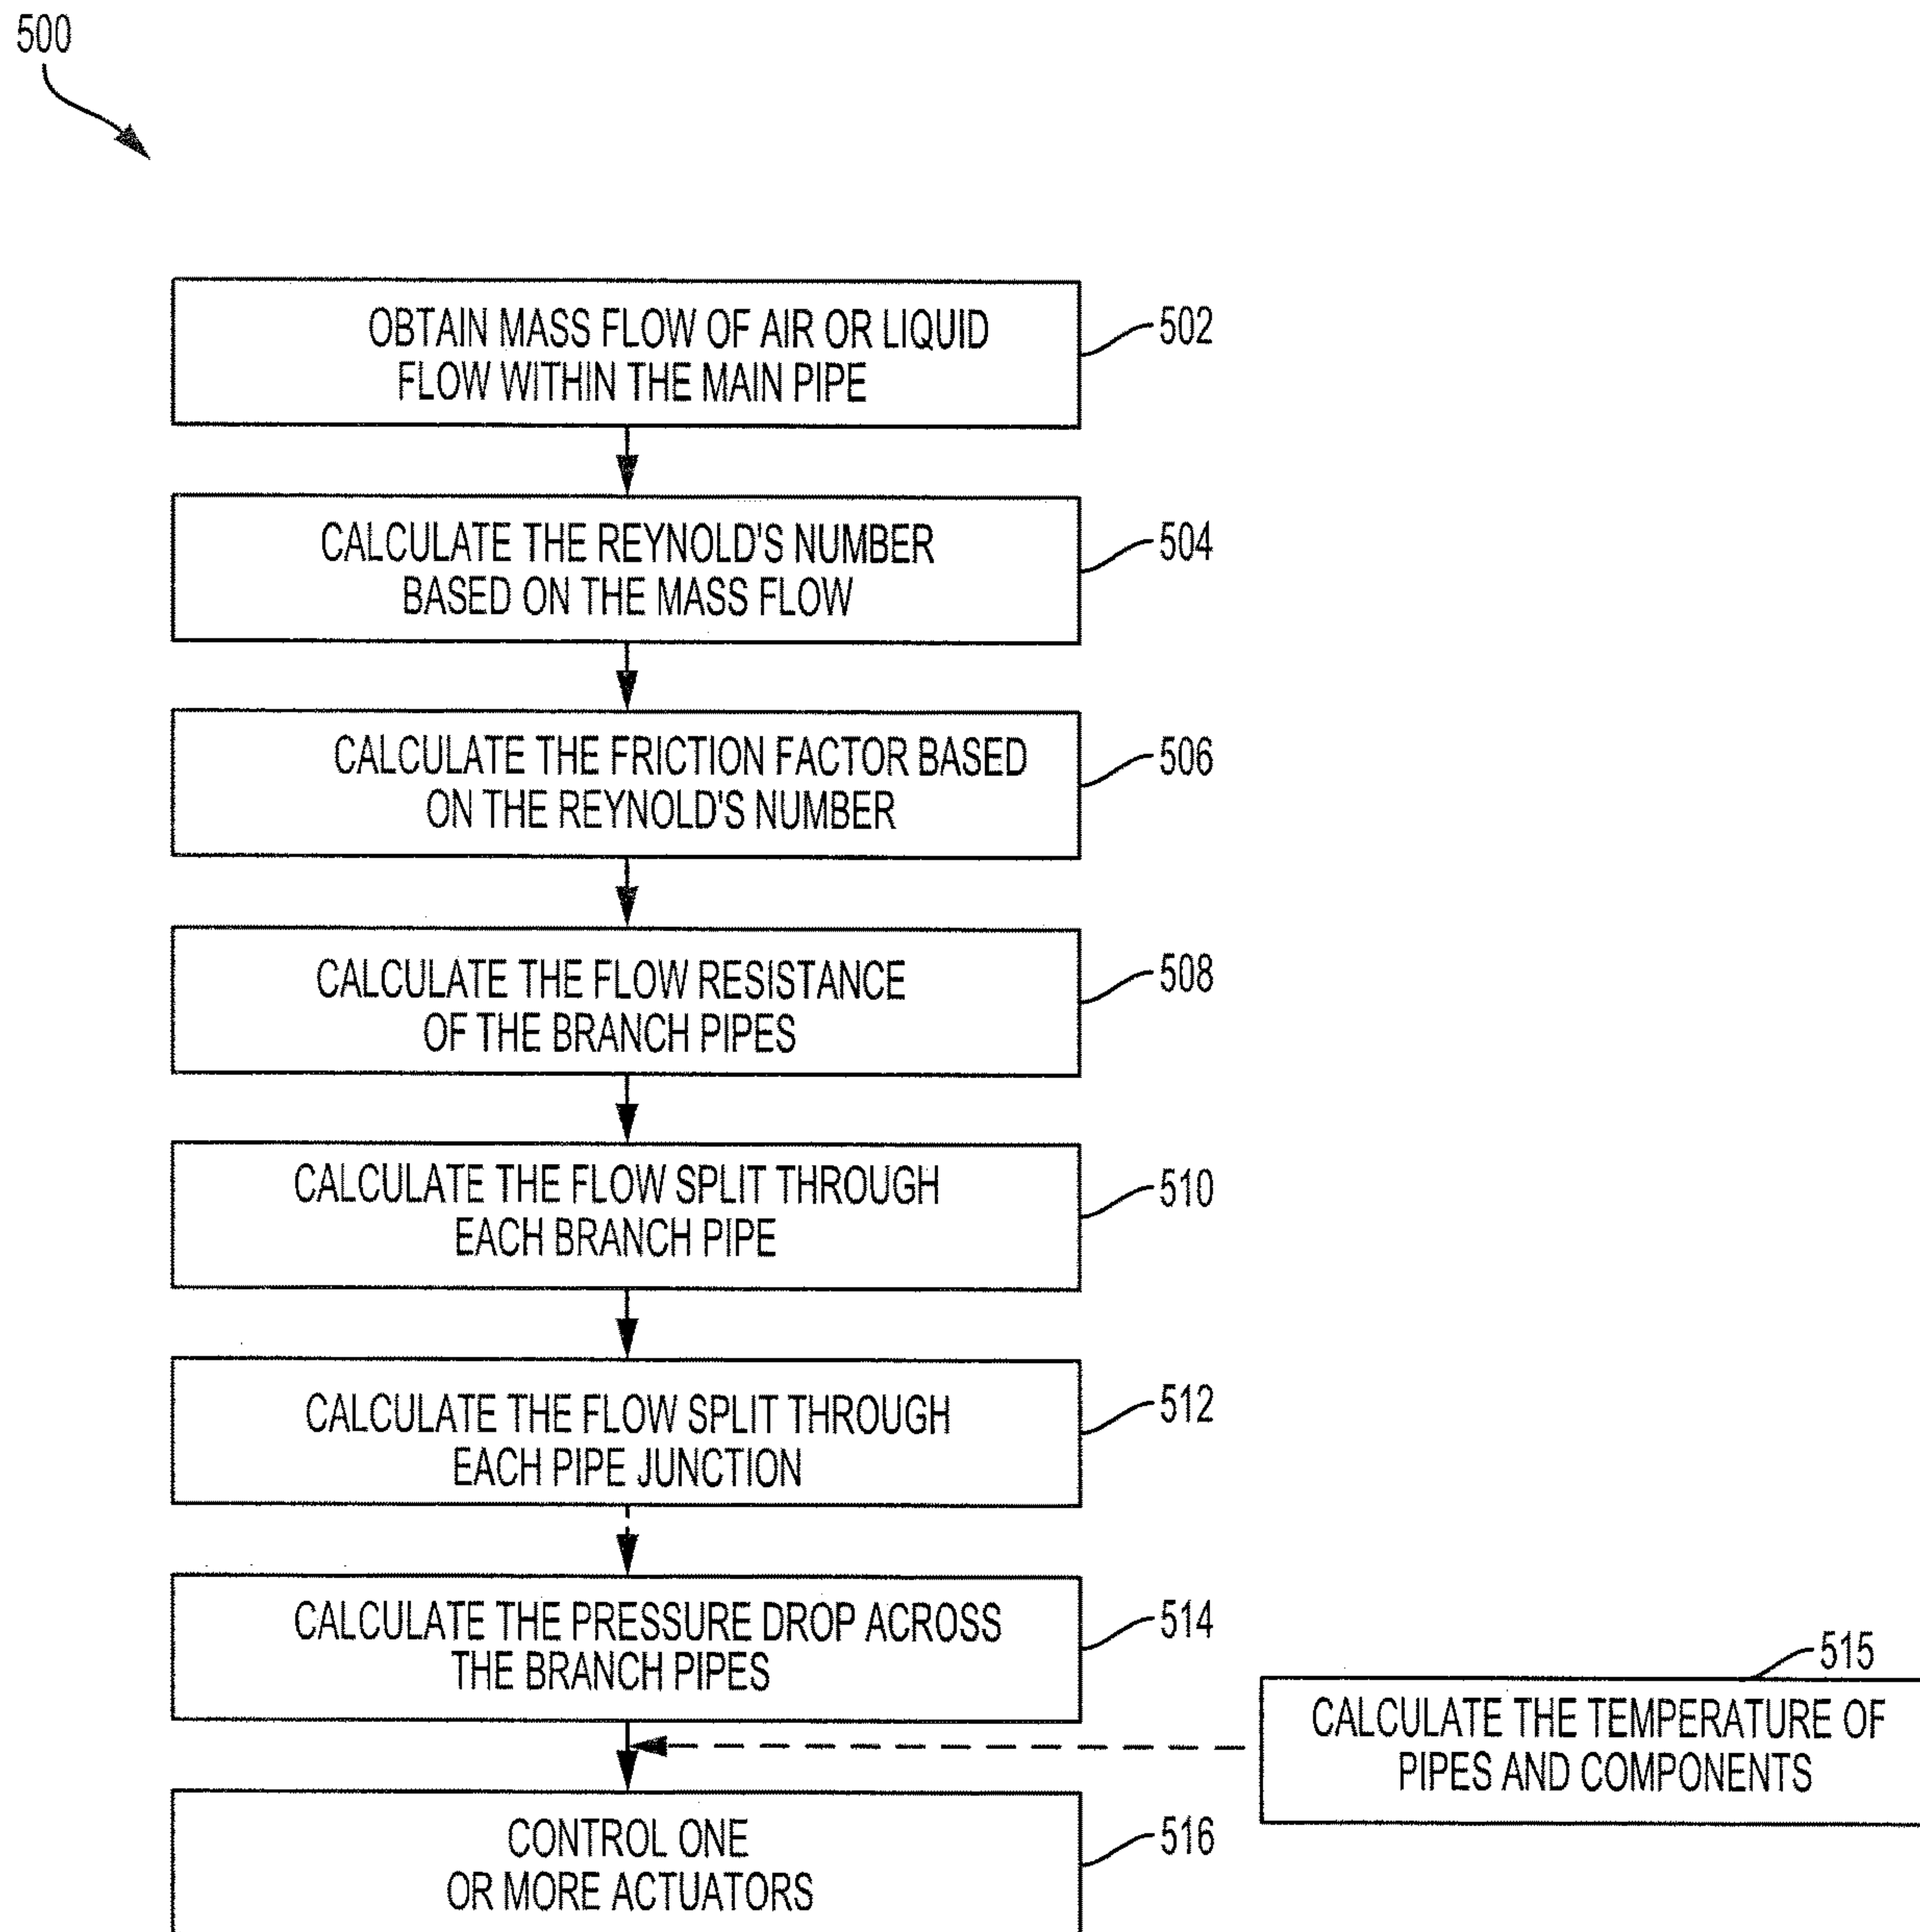 500
OBTAIN MASS FLOW OF AIR OR LIQUID
FLOW WITHIN THE MAIN PIPE
502
CALCULATE THE REYNOLD'S NUMBER
BASED ON THE MASS FLOW
504
CALCULATE THE FRICTION FACTOR BASED
ON THE REYNOLD'S NUMBER
506
CALCULATE THE FLOW RESISTANCE
OF THE BRANCH PIPES
508
CALCULATE THE FLOW SPLIT THROUGH
EACH BRANCH PIPE
510
CALCULATE THE FLOW SPLIT THROUGH
EACH PIPE JUNCTION
512
CALCULATE THE PRESSURE DROP ACROSS
THE BRANCH PIPES
514
515
CALCULATE THE TEMPERATURE OF
PIPES AND COMPONENTS
CONTROL ONE
OR MORE ACTUATORS
516